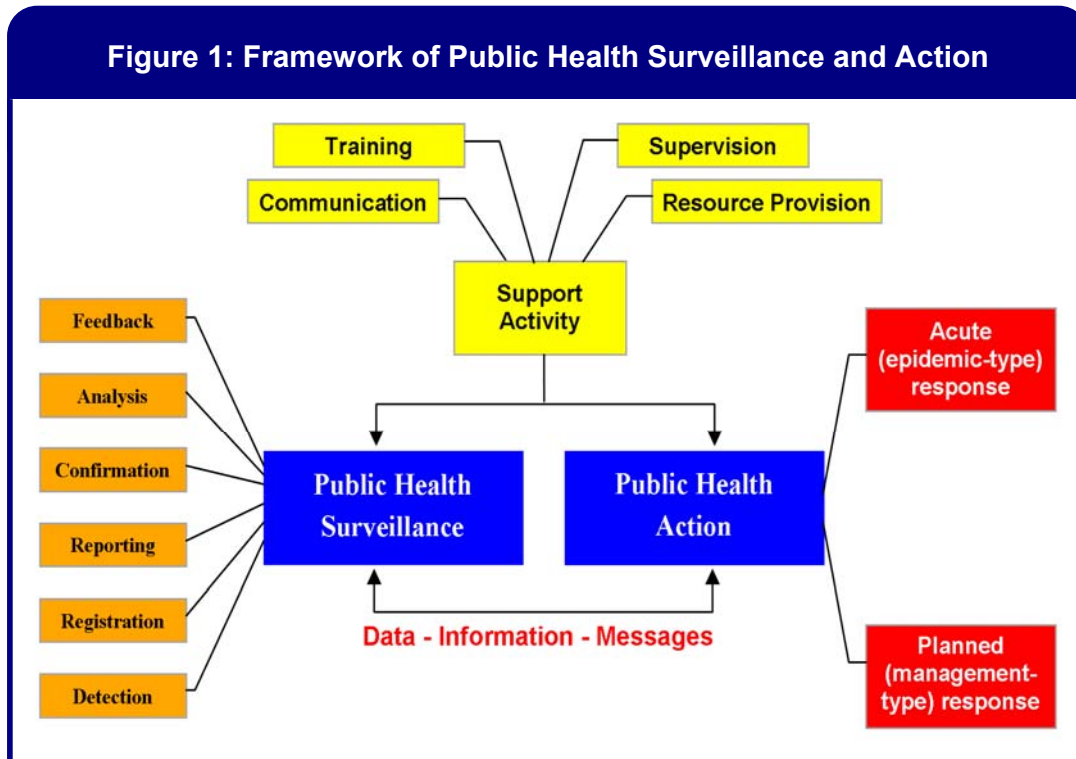 Figure 1: Framework of Public Health Surveillance and Action
Training
Supervision
Communication
Resource Provision
Support
Activity
Feedback
Analysis
Confirmation
Reporting
Registration
Detection
Public Health
Surveillance
Public Health
Action
Acute
(epidemic-type)
response
Data - Information - Messages
Planned
(management-
type) response